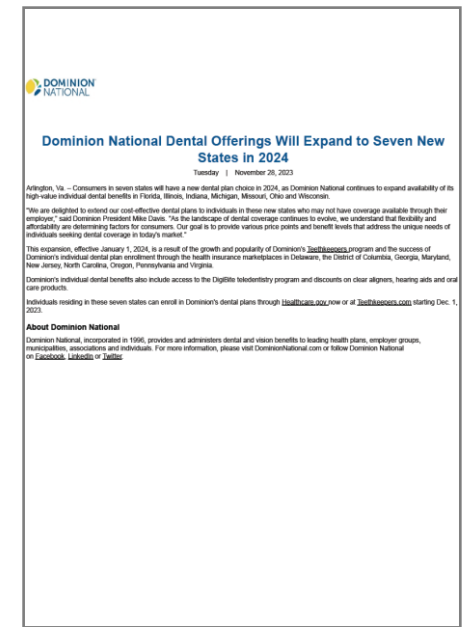 DOMINION
NATIONAL
Dominion National Dental Offerings Will Expand to Seven New
States in 2024
Tuesday | November 28, 2023
Arlington, Va. – Consumers in seven states will have a new dental plan choice in 2024, as Dominion National continues to expand availability of its
high-value individual dental benefits in Florida, Illinois, Indiana, Michigan, Missouri, Ohio and Wisconsin.
"We are delighted to extend our cost-effective dental plans to individuals in these new states who may not have coverage available through their
employer," said Dominion President Mike Davis. "As the landscape of dental coverage continues to evolve, we understand that flexibility and
affordability are determining factors for consumers. Our goal is to provide various price points and benefit levels that address the unique needs of
individuals seeking dental coverage in today's market."
This expansion, effective January 1, 2024, is a result of the growth and popularity of Dominion's Teethkeepers program and the success of
Dominion's individual dental plan enrollment through the health insurance marketplaces in Delaware, the District of Columbia, Georgia, Maryland,
New Jersey, North Carolina, Oregon, Pennsylvania and Virginia.
Dominion's individual dental benefits also include access to the DigiBite teledentistry program and discounts on clear aligners, hearing aids and oral
care products.
Individuals residing in these seven states can enroll in Dominion's dental plans through Healthcare.gov now or at Teethkeepers.com starting Dec. 1,
2023.
About Dominion National
Dominion National, incorporated in 1996, provides and administers dental and vision benefits to leading health plans, employer groups,
municipalities, associations and individuals. For more information, please visit DominionNational.com or follow Dominion National
on Facebook, LinkedIn or Twitter.